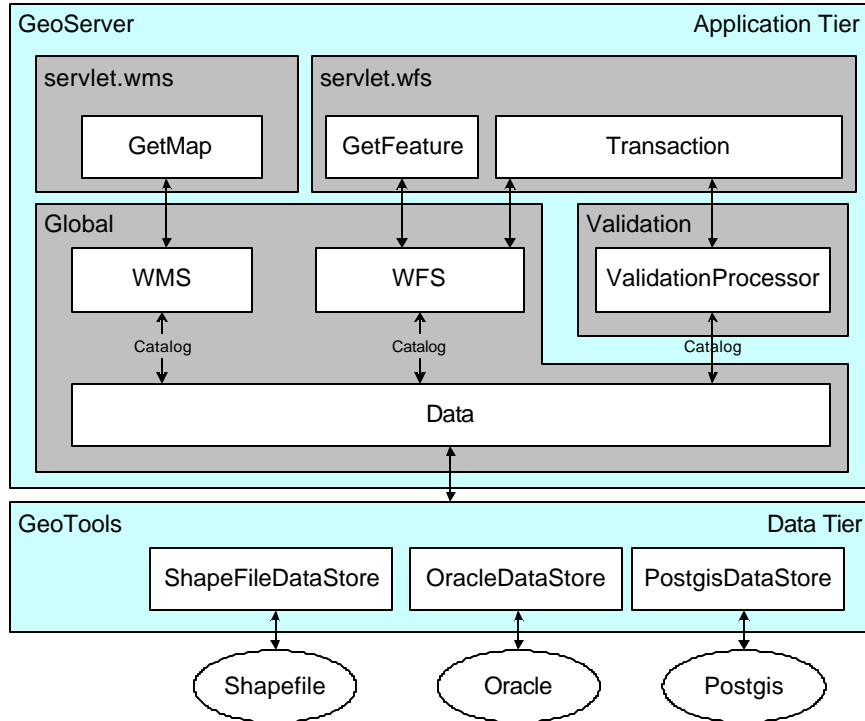 GeoServer
Application Tier
servlet.wms
servlet.wfs
GetMap
GetFeature
Transaction
Global
Validation
WMS
WFS
ValidationProcessor
Catalog
Catalog
Catalog
Data
GeoTools
Data Tier
ShapeFileDataStore
OracleDataStore
PostgisDataStore
Shapefile
Oracle
Postgis